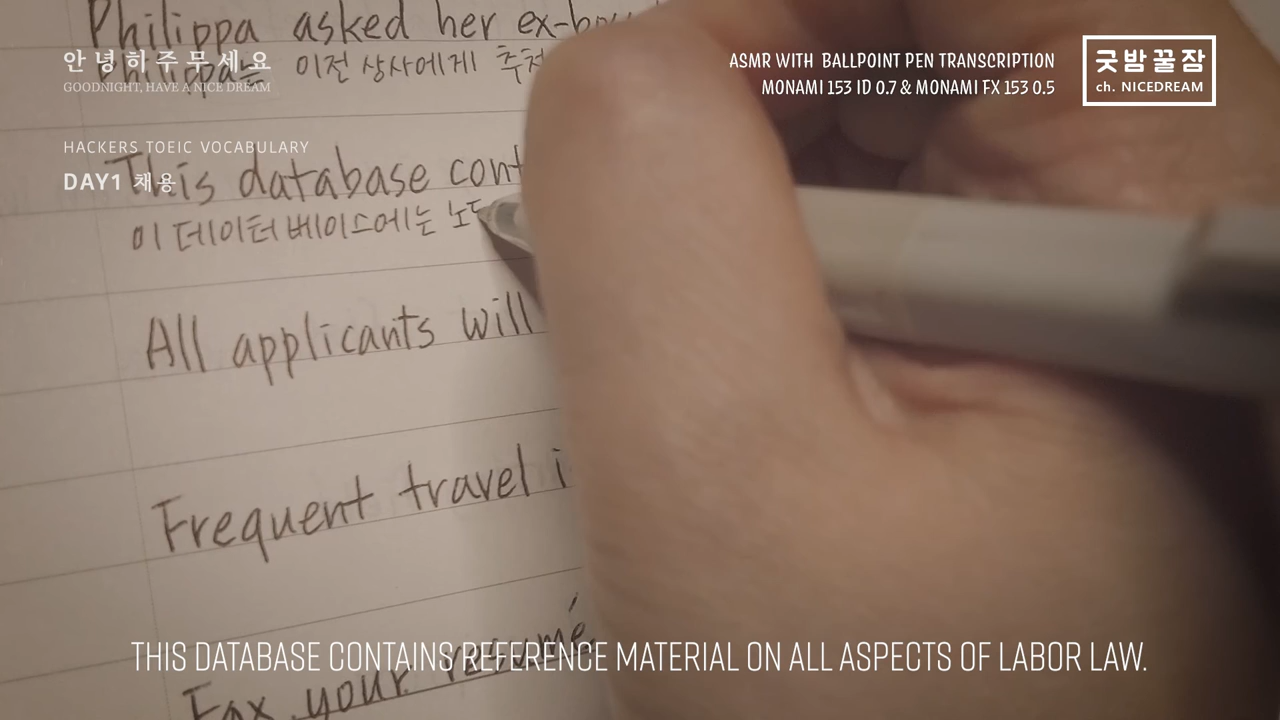 Philippa asked her ex-bo
안녕히주무세요
GOODNIGHT, HAVE A NICE DREAM
Philippa는 이전 상사에게 추천
ASMR WITH BALLPOINT PEN TRANSCRIPTION
MONAMI 153 ID 0.7 & MONAMI FX 153 0.5
굿밤꿀잠
ch. NICEDREAM
HACKERS TOEIC VOCABULARY
DAY1 채용
This database cont
이 데이터베이스에는 노도
All applicants will
Frequent travel i
THIS DATABASE CONTAINS REFERENCE MATERIAL ON ALL ASPECTS OF LABOR LAW.
Fax your resumé